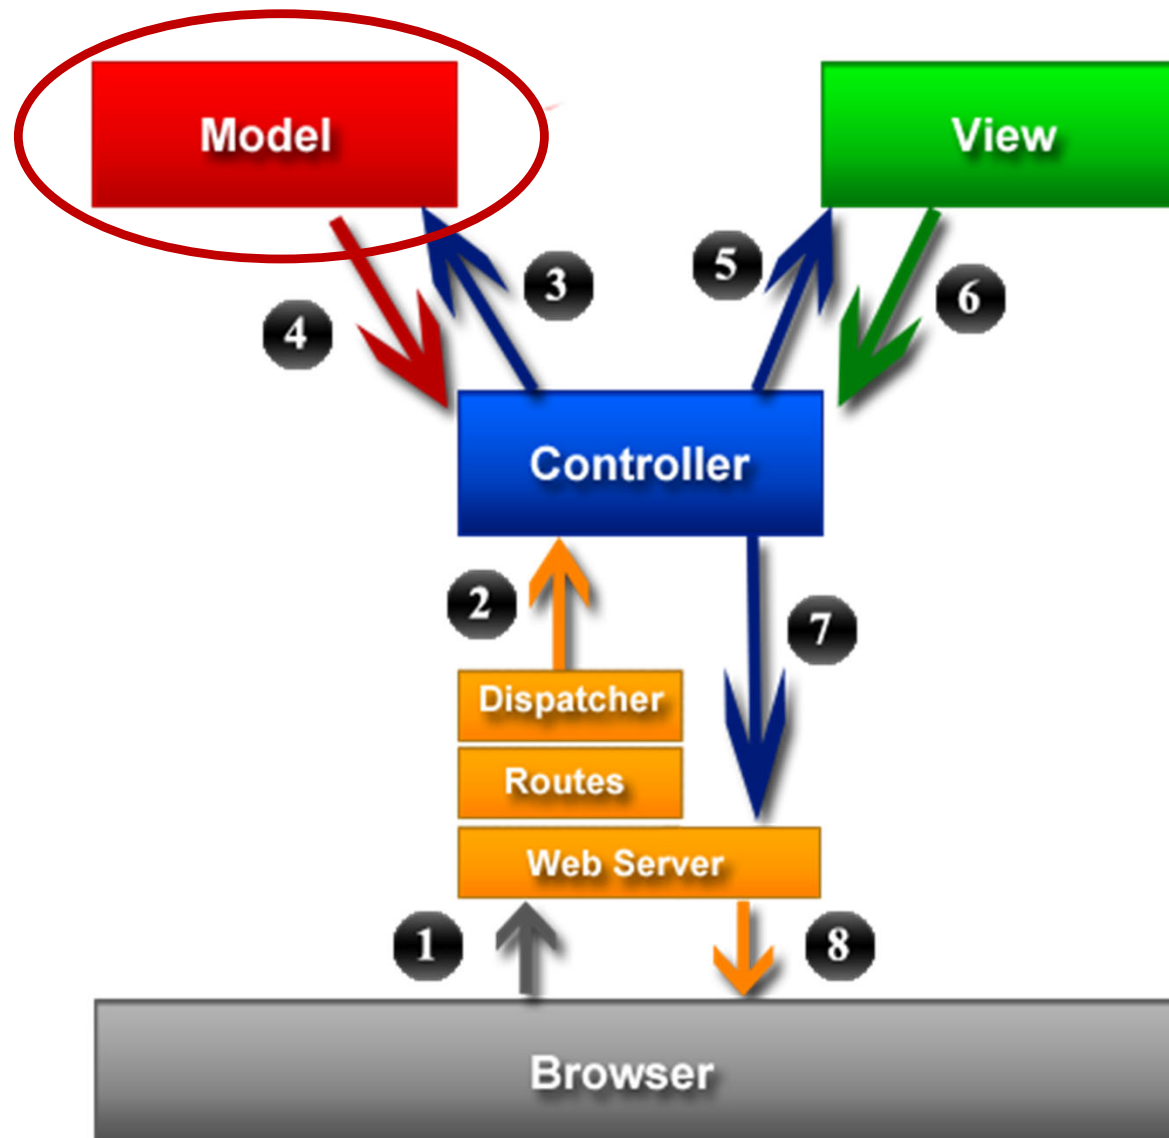 Model
View
3
5
4
6
Controller
2
7
Dispatcher
Routes
Web Server
1
8
Browser